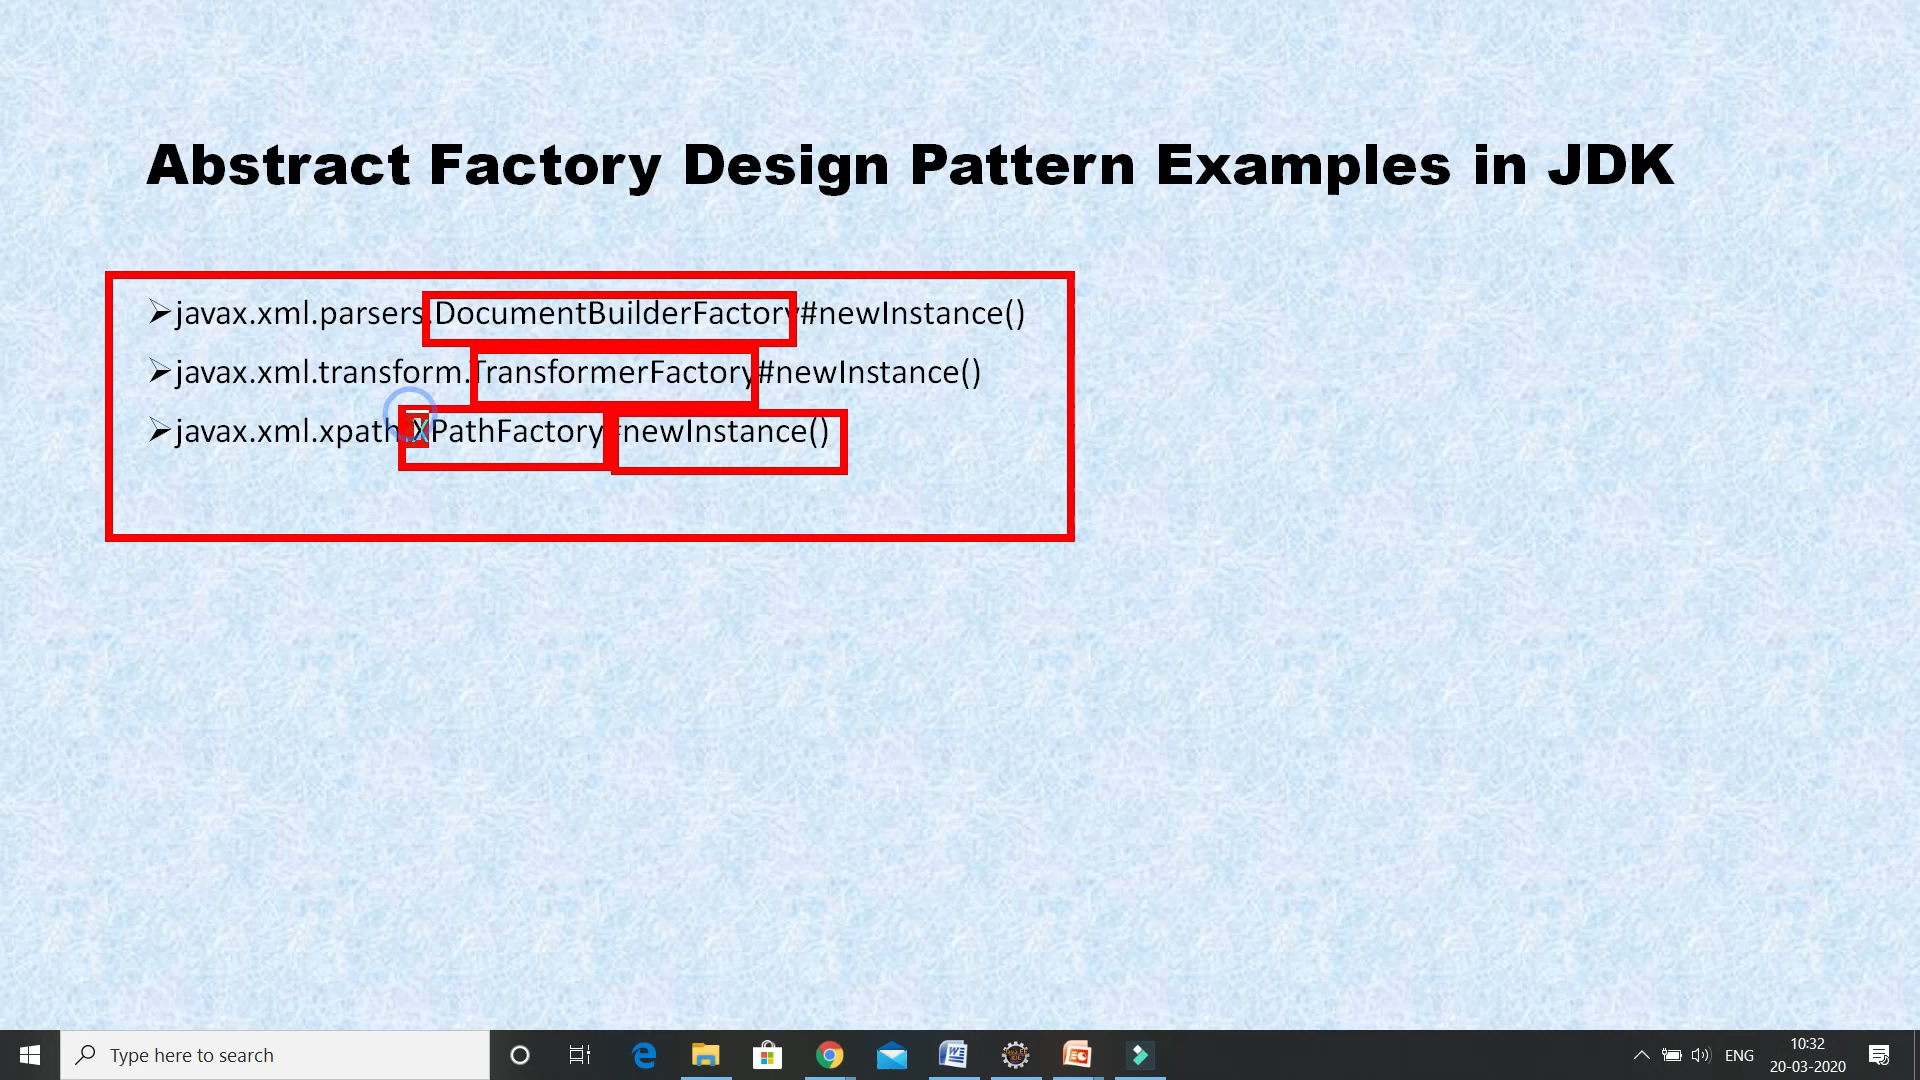 Abstract Factory Design Pattern Examples in JDK
➢javax.xml.parsers.DocumentBuilderFactory#newInstance()
➢javax.xml.transform.TransformerFactory#newInstance()
➢javax.xml.xpath.XPathFactory#newInstance()
Type here to search
ENG
10:32
20-03-2020